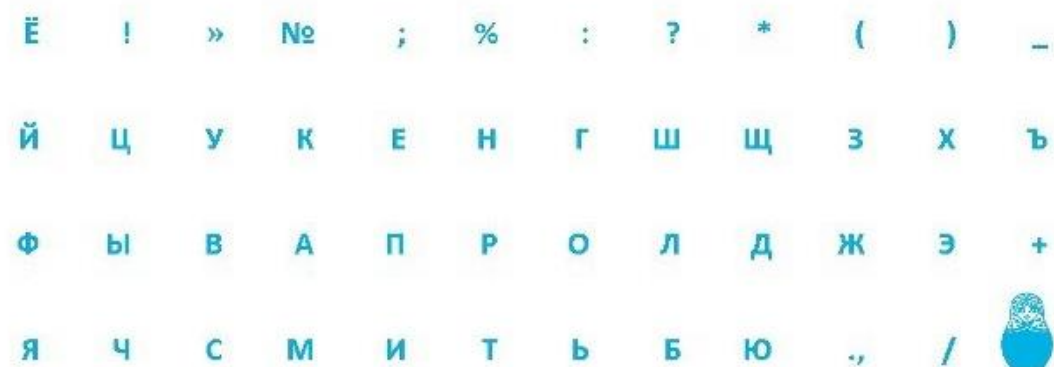 Ё ! » № ; % : ? * ( ) _
Й Ц У К Е Н Г Ш Щ З Х Ъ
Ф Ы В А П Р О Л Д Ж Э +
Я Ч С М И Т Ь Б Ю ., /